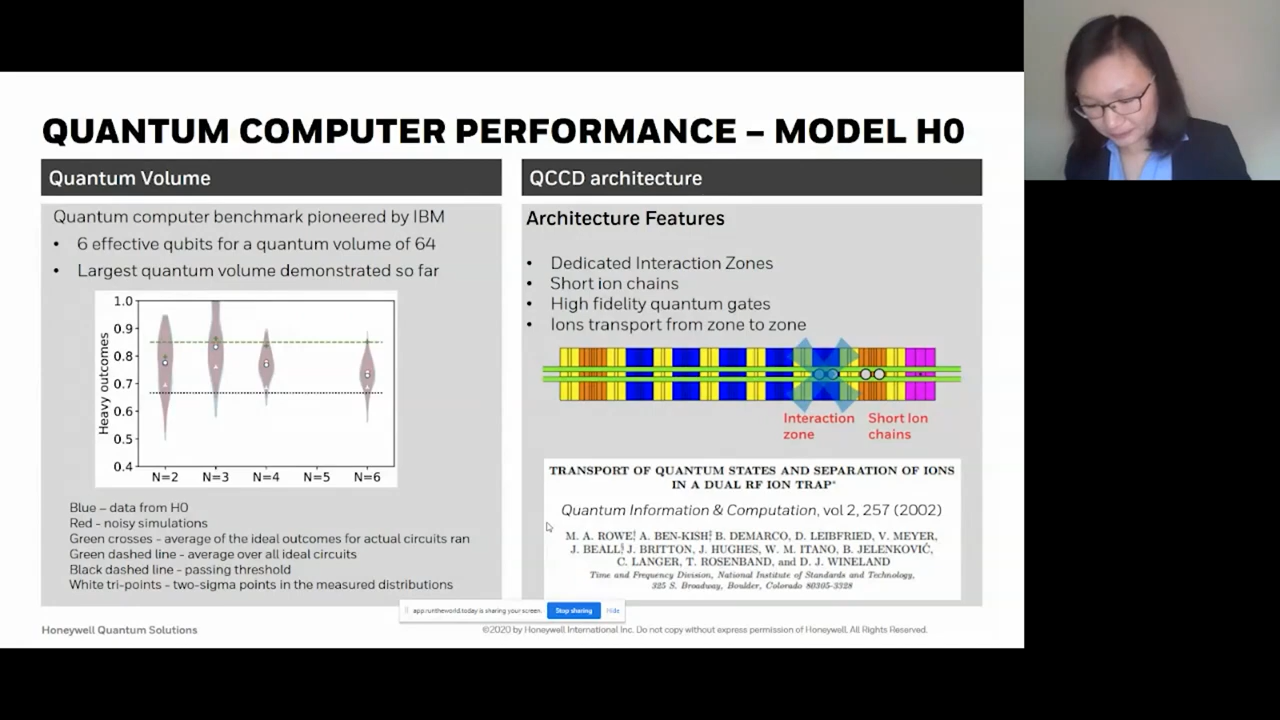 QUANTUM COMPUTER PERFORMANCE – MODEL H0
Quantum Volume
Quantum computer benchmark pioneered by IBM
• 6 effective qubits for a quantum volume of 64
• Largest quantum volume demonstrated so far
Heavy outcomes
1.0
0.9
0.8
0.7
0.6
0.5
0.4
N=2 N=3 N=4 N=5 N=6
Blue – data from H0
Red - noisy simulations
Green crosses - average of the ideal outcomes for actual circuits ran
Green dashed line - average over all ideal circuits
Black dashed line - passing threshold
White tri-points - two-sigma points in the measured distributions
QCCD architecture
Architecture Features
• Dedicated Interaction Zones
• Short ion chains
• High fidelity quantum gates
• Ions transport from zone to zone
Interaction
zone
Short Ion
chains
TRANSPORT OF QUANTUM STATES AND SEPARATION OF IONS
IN A DUAL RF ION TRAP*
Quantum Information & Computation, vol 2, 257 (2002)
M. A. ROWE, A. BEN-KISH, B. DEMARCO, D. LEIBFRIED, V. MEYER,
J. BEALL, J. BRITTON, J. HUGHES, W. M. ITANO, B. JELENKOVIĆ,
C. LANGER, T. ROSENBAND, and D. J. WINELAND
Time and Frequency Division, National Institute of Standards and Technology,
325 S. Broadway, Boulder, Colorado 80305-3328
app.runtheworld.today is sharing your screen.
Stop sharing
Hide
Honeywell Quantum Solutions
©2020 by Honeywell International Inc. Do not copy without express permission of Honeywell. All Rights Reserved.